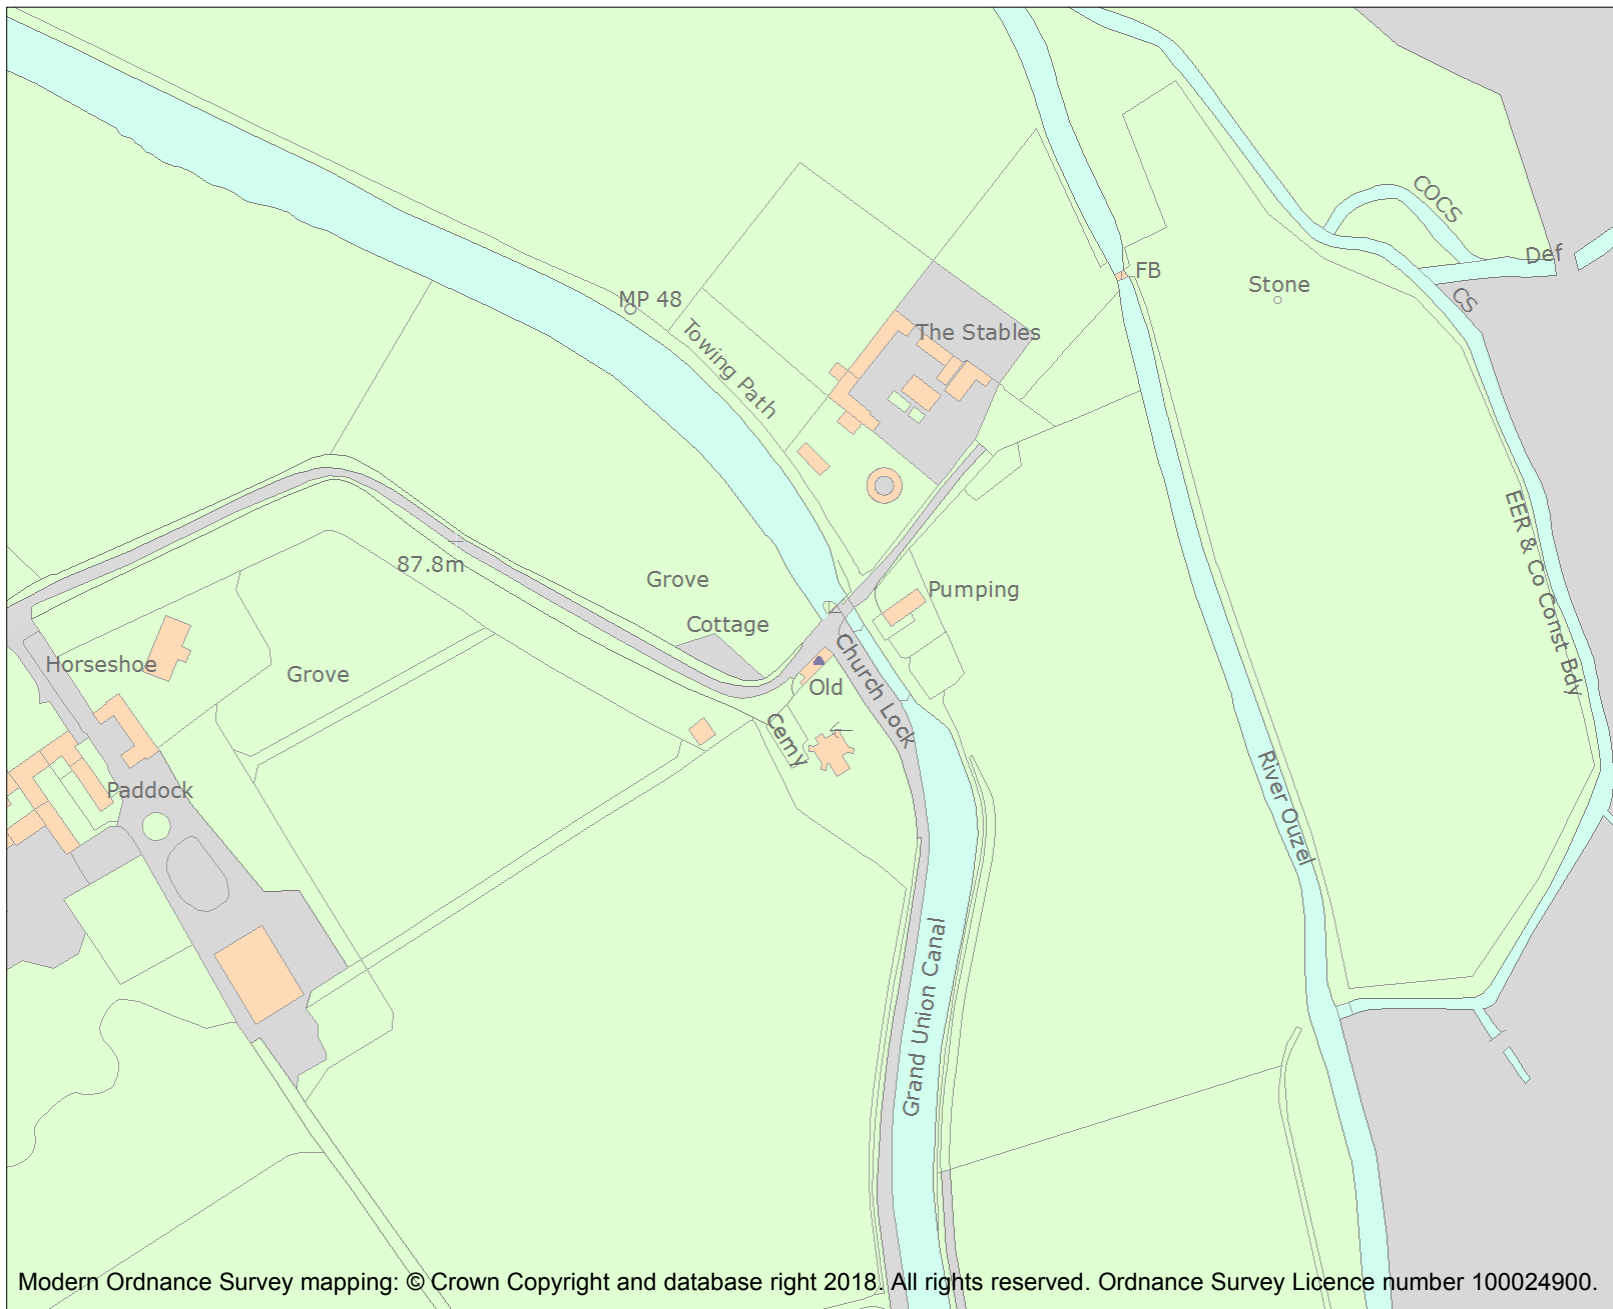 COCS
Def
FB
Stone
CS
MP 48
The Stables
Towing Path
EER & Co Const Bdy
87.8m
Grove
Pumping
Cottage
Church Lock
Horseshoe
Grove
Old
Cemy
River Ouzel
Paddock
Grand Union Canal
Modern Ordnance Survey mapping: © Crown Copyright and database right 2018. All rights reserved. Ordnance Survey Licence number 100024900.